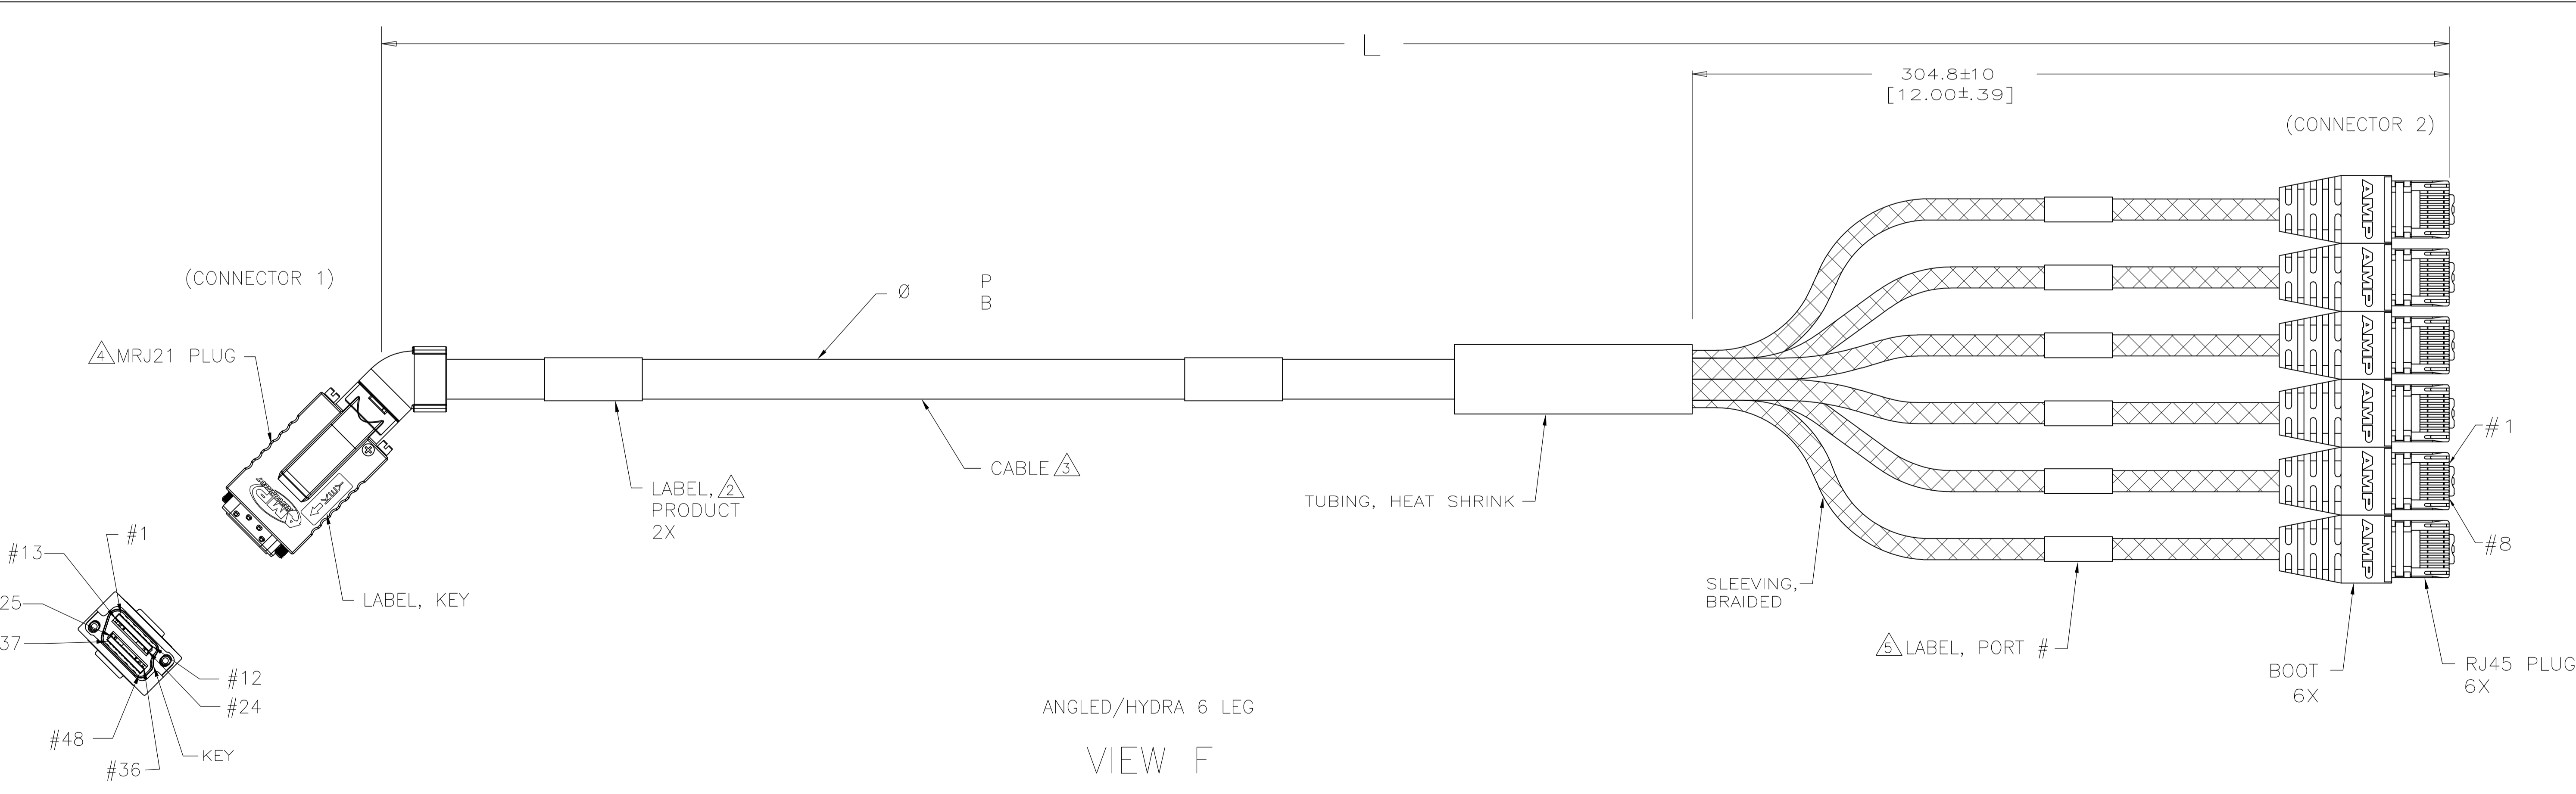 L
304.8±10
[12.00±.39]
(CONNECTOR 2)
(CONNECTOR 1)
Ø
P
B
4 MRJ21 PLUG
CABLE 3
LABEL, 2
PRODUCT
2X
TUBING, HEAT SHRINK
AMP
AMP
AMP
AMP
AMP
AMP
#1
#8
#1
#13
25
37
LABEL, KEY
SLEEVING,
BRAIDED
5 LABEL, PORT #
BOOT
6X
RJ45 PLUG
6X
#12
#24
#48
KEY
#36
ANGLED/HYDRA 6 LEG
VIEW F